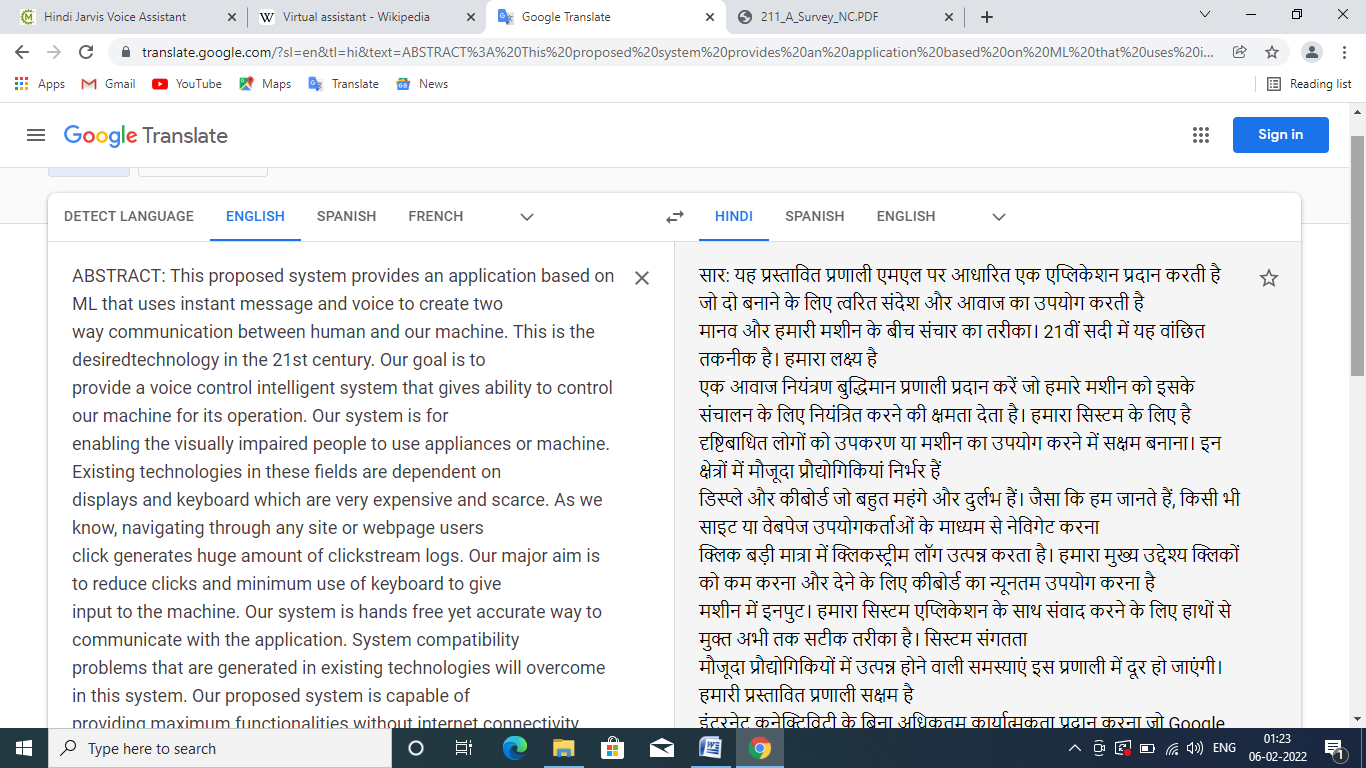 Hindi Jarvis Voice Assistant
Virtual assistant - Wikipedia
Google Translate
211_A_Survey_NC.PDF
translate.google.com/?sl=en&tl=hi&text=ABSTRACT%3A%20This%20proposed%20system%20provides%20an%20application%20based%20on%20ML%20that%20uses%20i...
Apps Gmail YouTube Maps Translate News Reading list
Google Translate
Sign in
DETECT LANGUAGE ENGLISH SPANISH FRENCH
HINDI SPANISH ENGLISH
ABSTRACT: This proposed system provides an application based on
ML that uses instant message and voice to create two
way communication between human and our machine. This is the
desiredtechnology in the 21st century. Our goal is to
provide a voice control intelligent system that gives ability to control
our machine for its operation. Our system is for
enabling the visually impaired people to use appliances or machine.
Existing technologies in these fields are dependent on
displays and keyboard which are very expensive and scarce. As we
know, navigating through any site or webpage users
click generates huge amount of clickstream logs. Our major aim is
to reduce clicks and minimum use of keyboard to give
input to the machine. Our system is hands free yet accurate way to
communicate with the application. System compatibility
problems that are generated in existing technologies will overcome
in this system. Our proposed system is capable of
providing maximum functionalities without internet connectivity
सार: यह प्रस्तावित प्रणाली एमएल पर आधारित एक एप्लिकेशन प्रदान करती है
जो दो बनाने के लिए त्वरित संदेश और आवाज का उपयोग करती है
मानव और हमारी मशीन के बीच संचार का तरीका। 21वीं सदी में यह वांछित
तकनीक है। हमारा लक्ष्य है
एक आवाज नियंत्रण बुद्धिमान प्रणाली प्रदान करें जो हमारे मशीन को इसके
संचालन के लिए नियंत्रित करने की क्षमता देता है। हमारा सिस्टम के लिए है
दृष्टिबाधित लोगों को उपकरण या मशीन का उपयोग करने में सक्षम बनाना। इन
क्षेत्रों में मौजूदा प्रौद्योगिकियां निर्भर हैं
डिस्प्ले और कीबोर्ड जो बहुत महंगे और दुर्लभ हैं। जैसा कि हम जानते हैं, किसी भी
साइट या वेबपेज उपयोगकर्ताओं के माध्यम से नेविगेट करना
क्लिक बड़ी मात्रा में क्लिकस्ट्रीम लॉग उत्पन्न करता है। हमारा मुख्य उद्देश्य क्लिकों
को कम करना और देने के लिए कीबोर्ड का न्यूनतम उपयोग करना है
मशीन में इनपुट। हमारा सिस्टम एप्लिकेशन के साथ संवाद करने के लिए हाथों से
मुक्त अभी तक सटीक तरीका है। सिस्टम संगतता
मौजूदा प्रौद्योगिकियों में उत्पन्न होने वाली समस्याएं इस प्रणाली में दूर हो जाएंगी।
हमारी प्रस्तावित प्रणाली सक्षम है
इंटरनेट कनेक्टिविटी के बिना अधिकतम कार्यात्मकता प्रदान करना जो Google
Type here to search
ENG
01:23
06-02-2022
1